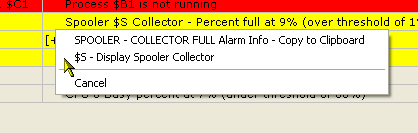 $C1 Process $B1 is not running
Spooler $S Collector - Percent full at 9% (over threshold of 1
[+
SPOOLER - COLLECTOR FULL Alarm Info - Copy to Clipboard
$S - Display Spooler Collector
Cancel
CPU 0 Busy percent at 7% (under threshold of 80%)